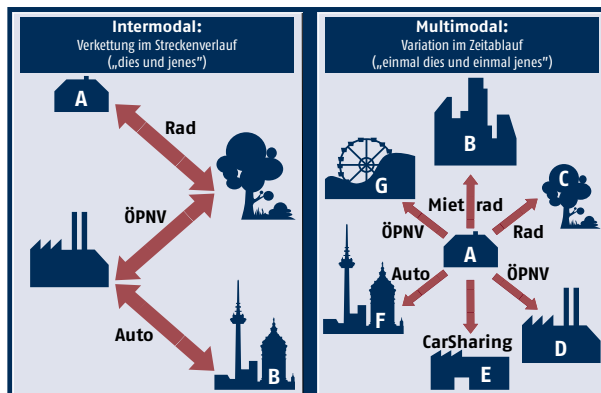 Intermodal:
Verkettung im Streckenverlauf
(„dies und jenes“)
A
Rad
ÖPNV
Auto
B
Multimodal:
Variation im Zeitablauf
(„einmal dies und einmal jenes“)
B
G
C
Mietrad
ÖPNV
Rad
A
Auto
ÖPNV
F
CarSharing
D
E